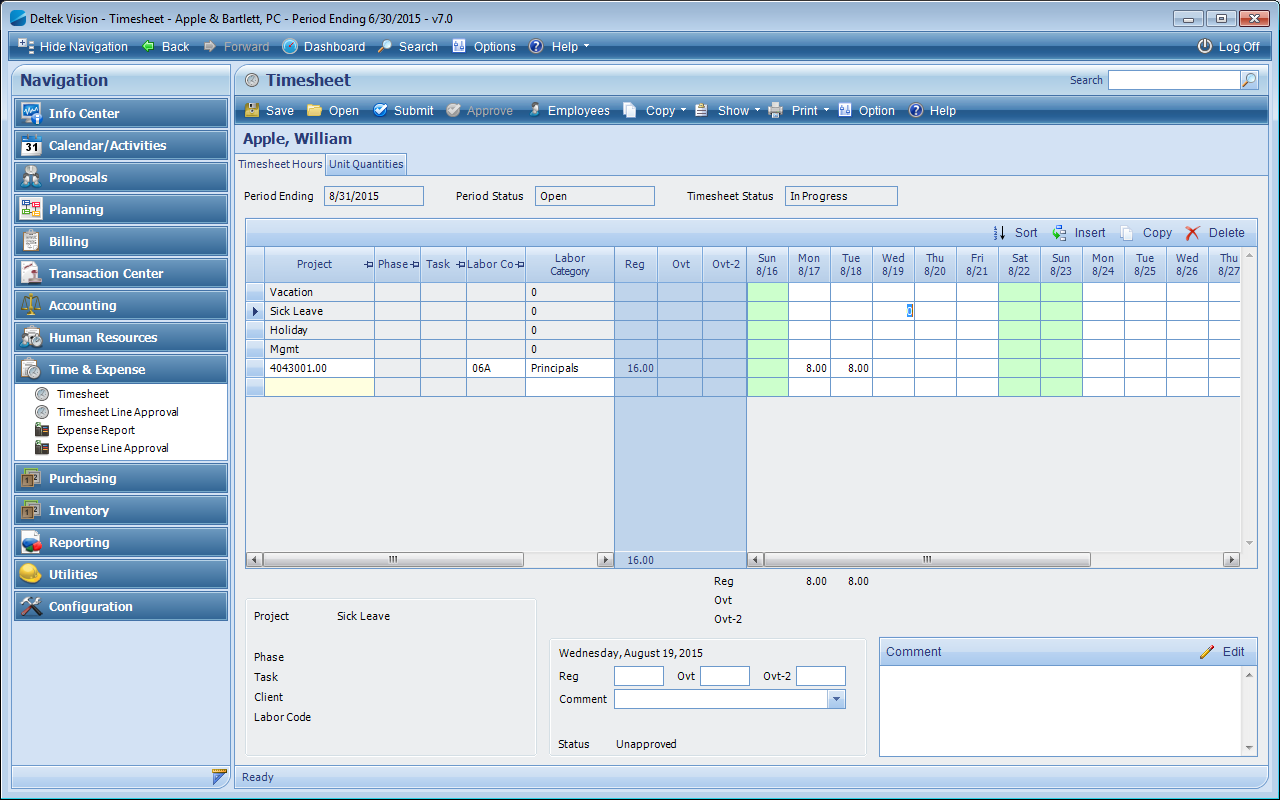 Deltek Vision - Timesheet - Apple & Bartlett, PC - Period Ending 6/30/2015 - v7.0
Hide Navigation Back Forward Dashboard Search Options Help Log Off
Navigation
Info Center
31 Calendar/Activities
Proposals
Planning
Billing
Transaction Center
Accounting
Human Resources
Time & Expense
Timesheet
Timesheet Line Approval
Expense Report
Expense Line Approval
Purchasing
Inventory
Reporting
Utilities
Configuration
Timesheet Search
Save Open Submit Approve Employees Copy Show Print Option Help
Apple, William
Timesheet Hours Unit Quantities
Period Ending 8/31/2015 Period Status Open Timesheet Status In Progress
Sort Insert Copy Delete
Project Phase Task Labor Co Labor Category Reg Ovt Ovt-2 Sun 8/16 Mon 8/17 Tue 8/18 Wed 8/19 Thu 8/20 Fri 8/21 Sat 8/22 Sun 8/23 Mon 8/24 Tue 8/25 Wed 8/26 Thu 8/27
Vacation 0
Sick Leave 0 0
Holiday 0
Mgmt 0
4043001.00 06A Principals 16.00 8.00 8.00
16.00
Reg 8.00 8.00
Ovt
Ovt-2
Project Sick Leave
Phase
Task
Client
Labor Code
Wednesday, August 19, 2015
Reg Ovt Ovt-2
Comment
Status Unapproved
Comment Edit
Ready